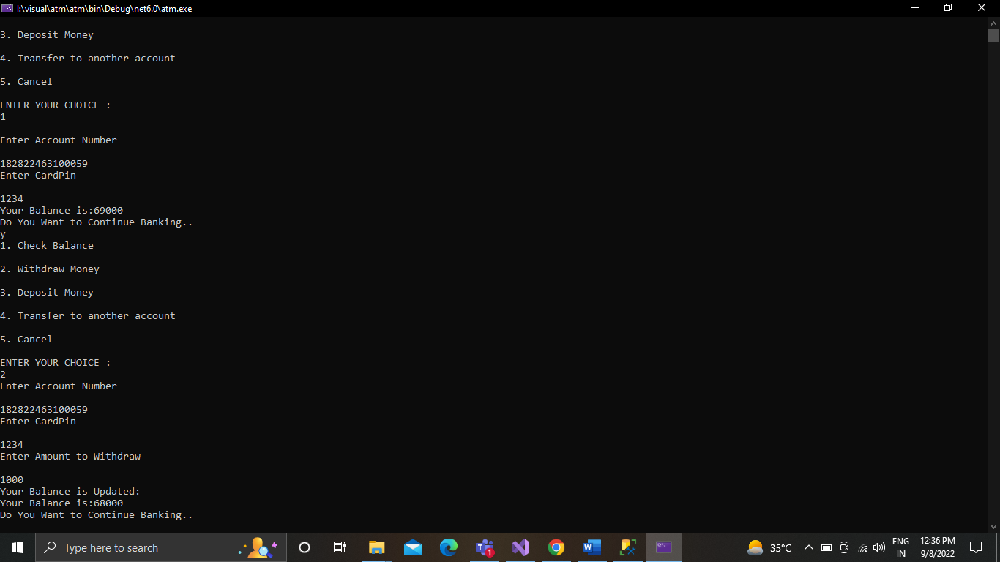 I:\visual\atm\atm\bin\Debug\net6.0\atm.exe
3. Deposit Money
4. Transfer to another account
5. Cancel
ENTER YOUR CHOICE :
1
Enter Account Number
182822463100059
Enter CardPin
1234
Your Balance is:69000
Do You Want to Continue Banking..
y
1. Check Balance
2. Withdraw Money
3. Deposit Money
4. Transfer to another account
5. Cancel
ENTER YOUR CHOICE :
2
Enter Account Number
182822463100059
Enter CardPin
1234
Enter Amount to Withdraw
1000
Your Balance is Updated:
Your Balance is:68000
Do You Want to Continue Banking..
Type here to search
1
35°C
ENG
IN
12:36 PM
9/8/2022